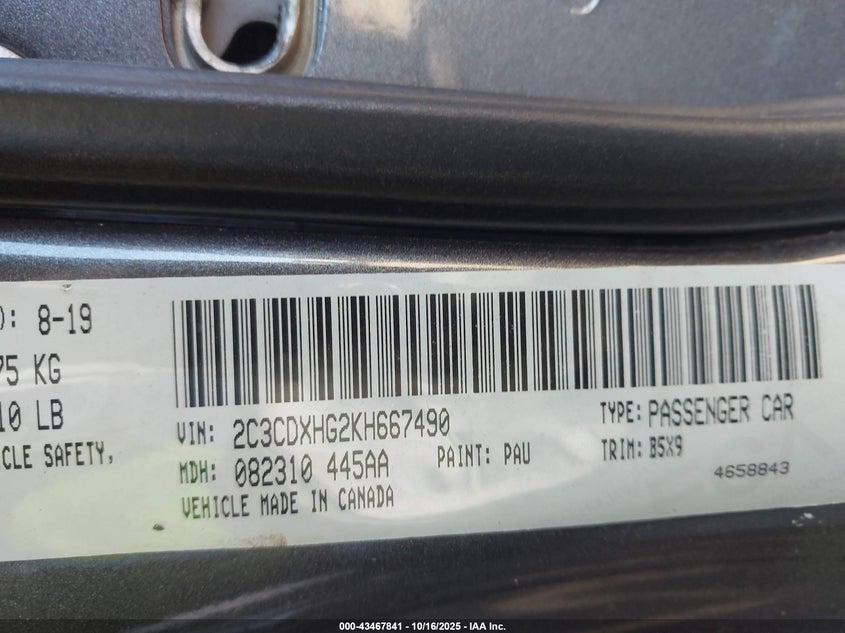 D: 8-19
75 KG
10 LB
CLE SAFETY,
VIN: 2C3CDXHG2KH667490
TYPE: PASSENGER CAR
MDH: 082310 445AA
PAINT: PAU
TRIM: B5X9
VEHICLE MADE IN CANADA
4658843
000-43467841 - 10/16/2025 - IAA Inc.